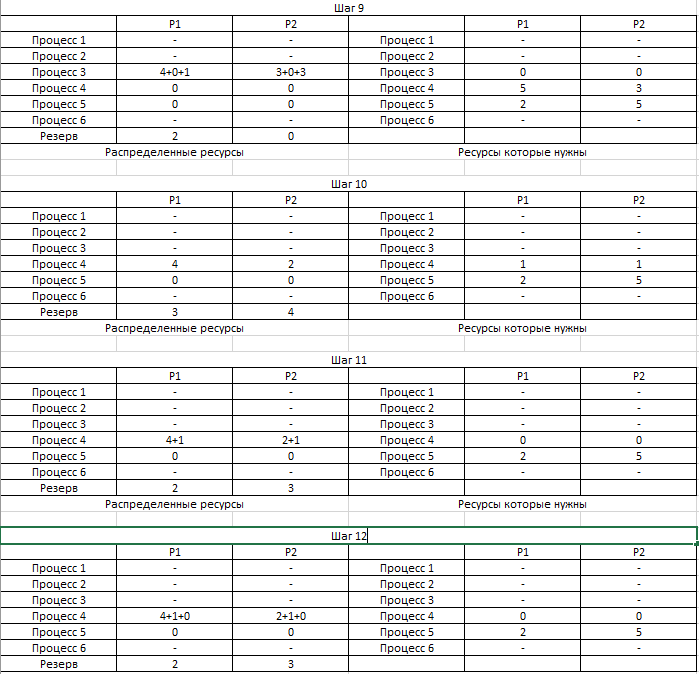 Шаг 9
P1 P2 P1 P2
Процесс 1 - - Процесс 1 - -
Процесс 2 - - Процесс 2 - -
Процесс 3 4+0+1 3+0+3 Процесс 3 0 0
Процесс 4 0 0 Процесс 4 5 3
Процесс 5 0 0 Процесс 5 2 5
Процесс 6 - - Процесс 6 - -
Резерв 2 0
Распределенные ресурсы Ресурсы которые нужны
Шаг 10
P1 P2 P1 P2
Процесс 1 - - Процесс 1 - -
Процесс 2 - - Процесс 2 - -
Процесс 3 - - Процесс 3 - -
Процесс 4 4 2 Процесс 4 1 1
Процесс 5 0 0 Процесс 5 2 5
Процесс 6 - - Процесс 6 - -
Резерв 3 4
Распределенные ресурсы Ресурсы которые нужны
Шаг 11
P1 P2 P1 P2
Процесс 1 - - Процесс 1 - -
Процесс 2 - - Процесс 2 - -
Процесс 3 - - Процесс 3 - -
Процесс 4 4+1 2+1 Процесс 4 0 0
Процесс 5 0 0 Процесс 5 2 5
Процесс 6 - - Процесс 6 - -
Резерв 2 3
Распределенные ресурсы Ресурсы которые нужны
Шаг 12
P1 P2 P1 P2
Процесс 1 - - Процесс 1 - -
Процесс 2 - - Процесс 2 - -
Процесс 3 - - Процесс 3 - -
Процесс 4 4+1+0 2+1+0 Процесс 4 0 0
Процесс 5 0 0 Процесс 5 2 5
Процесс 6 - - Процесс 6 - -
Резерв 2 3